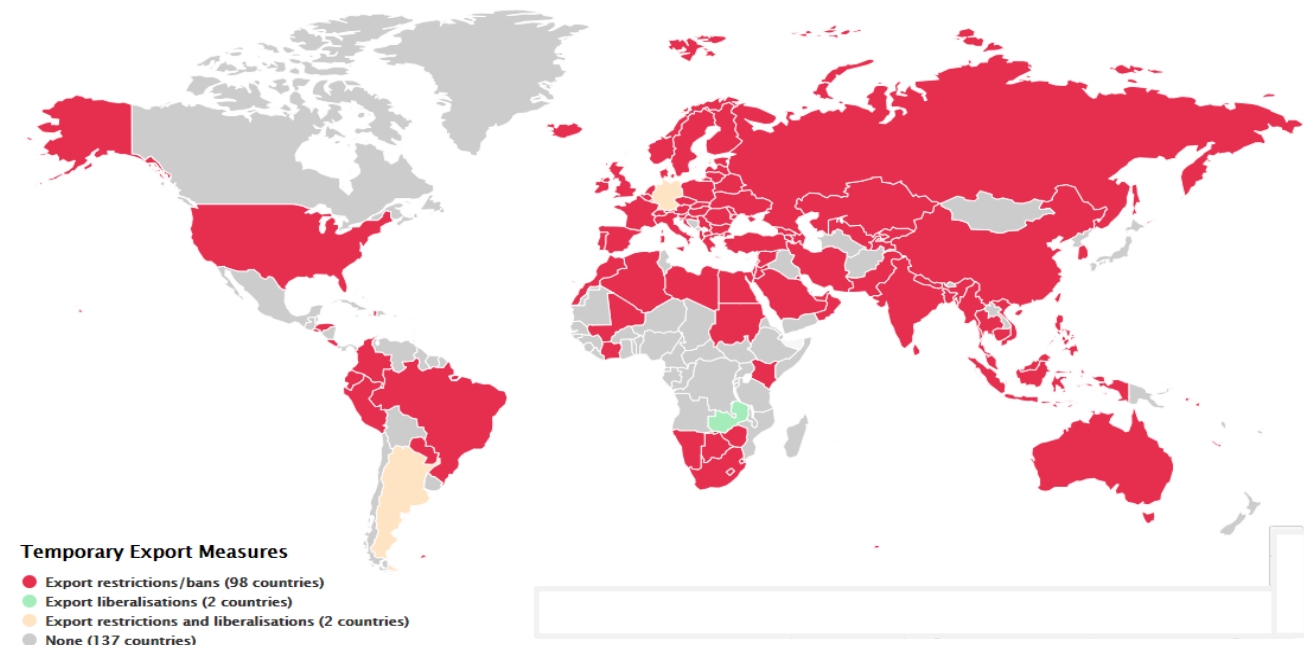 Temporary Export Measures
Export restrictions/bans (98 countries)
Export liberalisations (2 countries)
Export restrictions and liberalisations (2 countries)
None (137 countries)